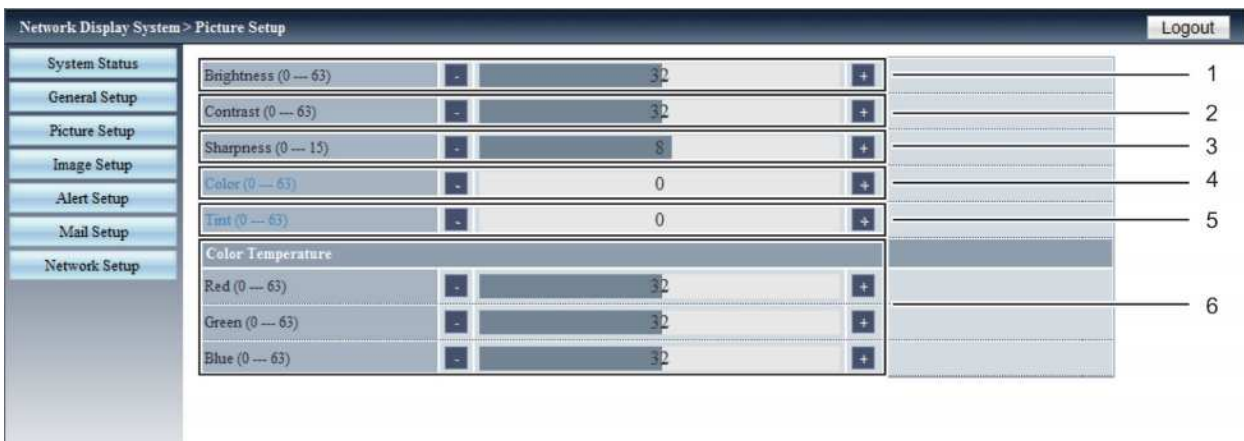 Network Display System > Picture Setup
Logout
System Status
General Setup
Picture Setup
Image Setup
Alert Setup
Mail Setup
Network Setup
Brightness (0 --- 63) - 32 + 1
Contrast (0 --- 63) - 32 + 2
Sharpness (0 --- 15) - 8 + 3
Color (0 --- 63) - 0 + 4
Tint (0 --- 63) - 0 + 5
Color Temperature
Red (0 --- 63) - 32 +
6
Green (0 --- 63) - 32 +
Blue (0 --- 63) - 32 +